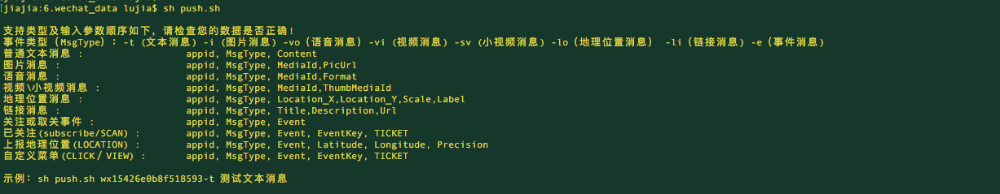 [jiajia:6.wechat_data lujia$ sh push.sh
支持类型及输入参数顺序如下，请检查您的数据是否正确！
事件类型（MsgType）：-t (文本消息) -i (图片消息) -vo (语音消息) -vi (视频消息) -sv (小视频消息) -lo (地理位置消息) -li (链接消息) -e (事件消息)
普通文本消息 : appid, MsgType, Content
图片消息 : appid, MsgType, MediaId,PicUrl
语音消息 : appid, MsgType, MediaId,Format
视频\小视频消息 : appid, MsgType, MediaId,ThumbMediaId
地理位置消息 : appid, MsgType, Location_X,Location_Y,Scale,Label
链接消息 : appid, MsgType, Title,Description,Url
关注或取关事件 : appid, MsgType, Event
已关注(subscribe/SCAN) : appid, MsgType, Event, EventKey, TICKET
上报地理位置(LOCATION) : appid, MsgType, Event, Latitude, Longitude, Precision
自定义菜单(CLICK／VIEW) : appid, MsgType, Event, EventKey, TICKET
示例: sh push.sh wx15426e0b8f518593-t 测试文本消息